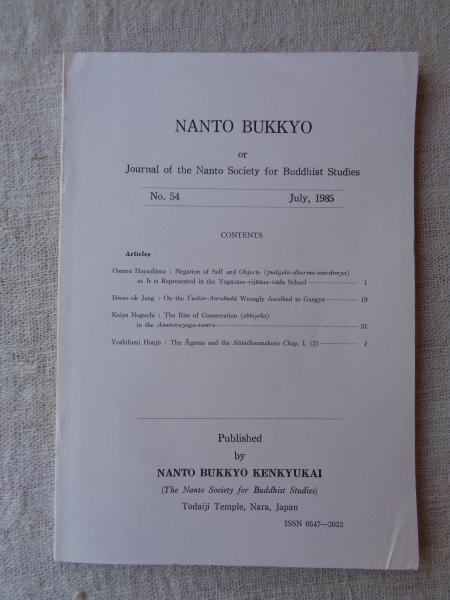 NANTO BUKKYO
or
Journal of the Nanto Society for Buddhist Studies
No. 54 July, 1985
CONTENTS
Articles
Osamu Hayashima : Negation of Self and Objects (pudgala-dharma-nairātmya)
as It is Represented in the Yogācāra-vijñāna-vāda School 1
Hwee-ok Jang : On the Yushin-Anrakudō Wrongly Ascribed to Gangyo 19
Keiya Noguchi : The Rite of Consecration (abhiṣeka)
in the Anuttarayoga-tantra 51
Yoshifumi Honjō : The Āgama and the Abhidharmakośa Chap. I, (2) 1
Published
by
NANTO BUKKYO KENKYUKAI
(The Nanto Society for Buddhist Studies)
Todaiji Temple, Nara, Japan
ISSN 0547—2032